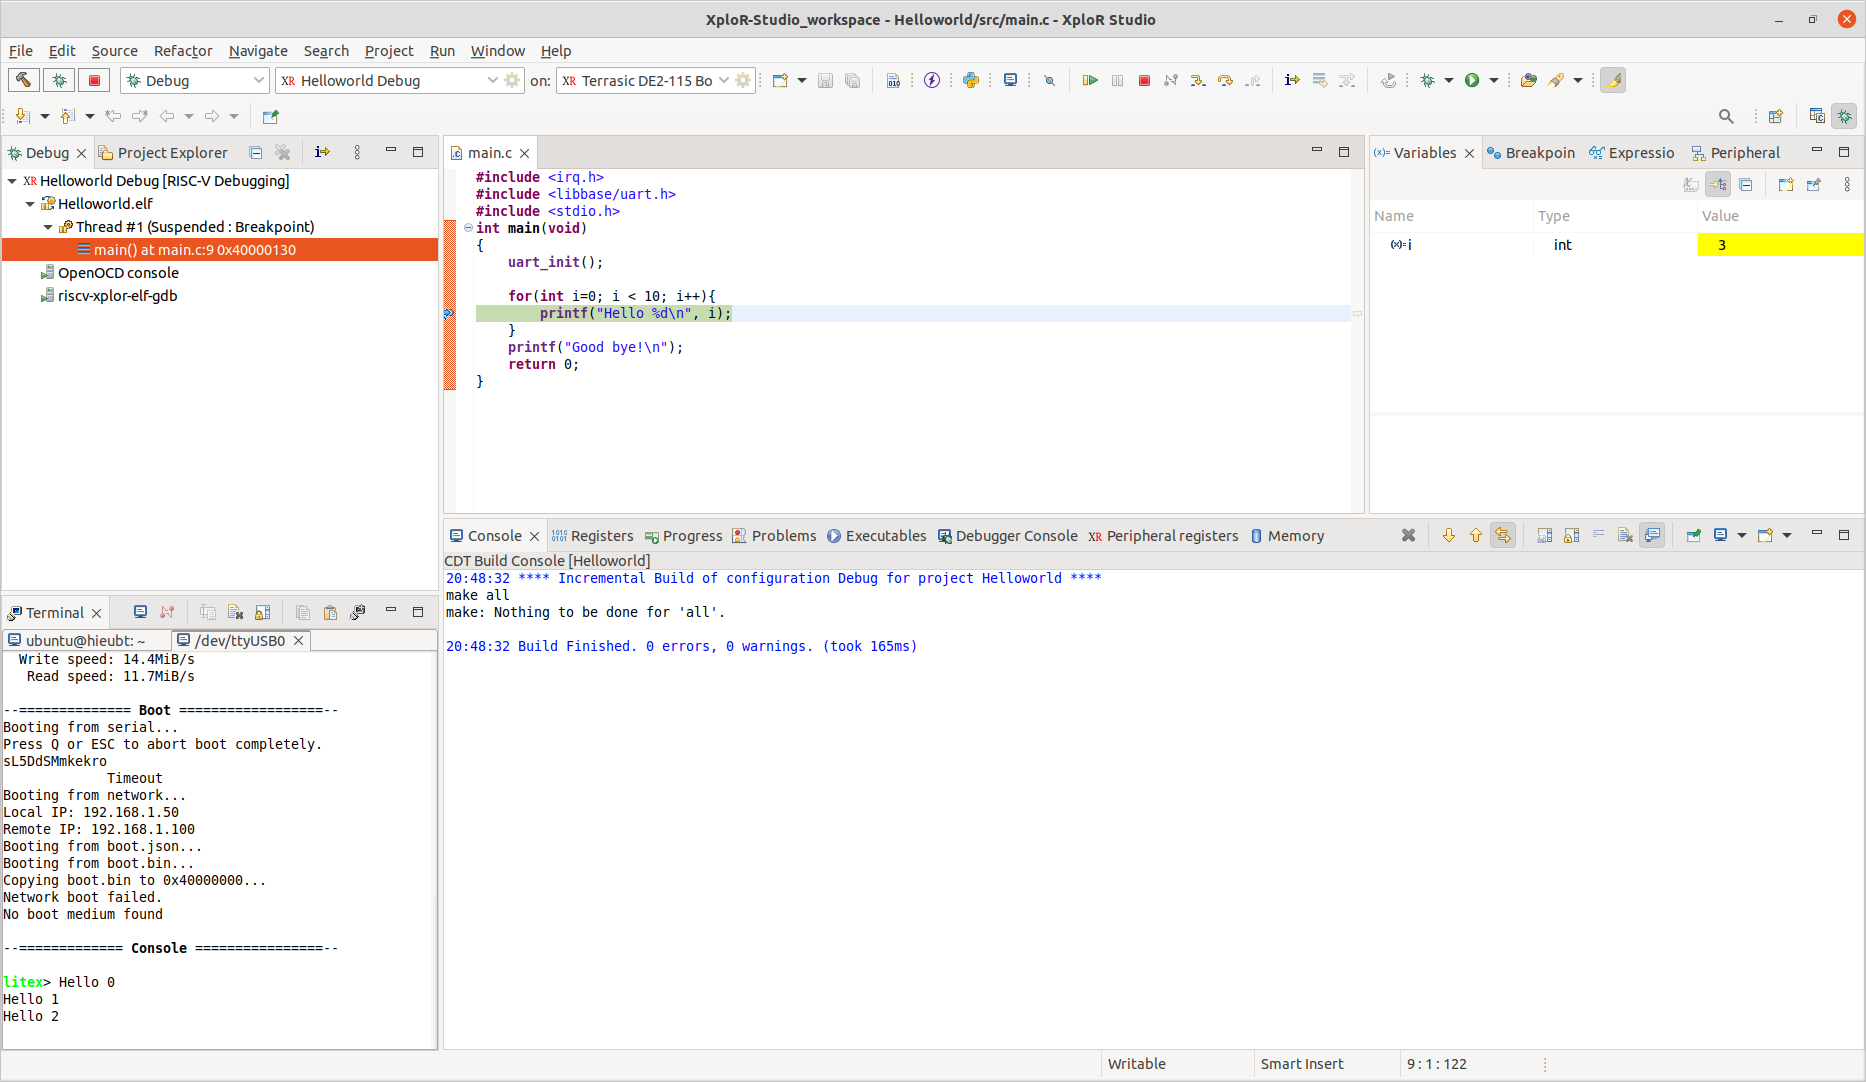 XploR-Studio_workspace - Helloworld/src/main.c - XploR Studio
File Edit Source Refactor Navigate Search Project Run Window Help
Debug XR Helloworld Debug on: XR Terrasic DE2-115 Bo
Debug Project Explorer
XR Helloworld Debug [RISC-V Debugging]
Helloworld.elf
Thread #1 (Suspended : Breakpoint)
main() at main.c:9 0x40000130
OpenOCD console
riscv-xplor-elf-gdb
main.c
#include <irq.h>
#include <libbase/uart.h>
#include <stdio.h>
int main(void)
{
    uart_init();
    for(int i=0; i < 10; i++){
        printf("Hello %d\n", i);
    }
    printf("Good bye!\n");
    return 0;
}
(x)= Variables Breakpoin Expressio Peripheral
Name Type Value
(x)= i int 3
Terminal
ubuntu@hieubt: ~ /dev/ttyUSB0
  Write speed: 14.4MiB/s
   Read speed: 11.7MiB/s
--============== Boot ==================--
Booting from serial...
Press Q or ESC to abort boot completely.
sL5DdSMmkekro
             Timeout
Booting from network...
Local IP: 192.168.1.50
Remote IP: 192.168.1.100
Booting from boot.json...
Booting from boot.bin...
Copying boot.bin to 0x40000000...
Network boot failed.
No boot medium found
--============= Console ================--
litex> Hello 0
Hello 1
Hello 2
Console Registers Progress Problems Executables Debugger Console XR Peripheral registers Memory
CDT Build Console [Helloworld]
20:48:32 **** Incremental Build of configuration Debug for project Helloworld ****
make all
make: Nothing to be done for 'all'.
20:48:32 Build Finished. 0 errors, 0 warnings. (took 165ms)
Writable Smart Insert 9 : 1 : 122